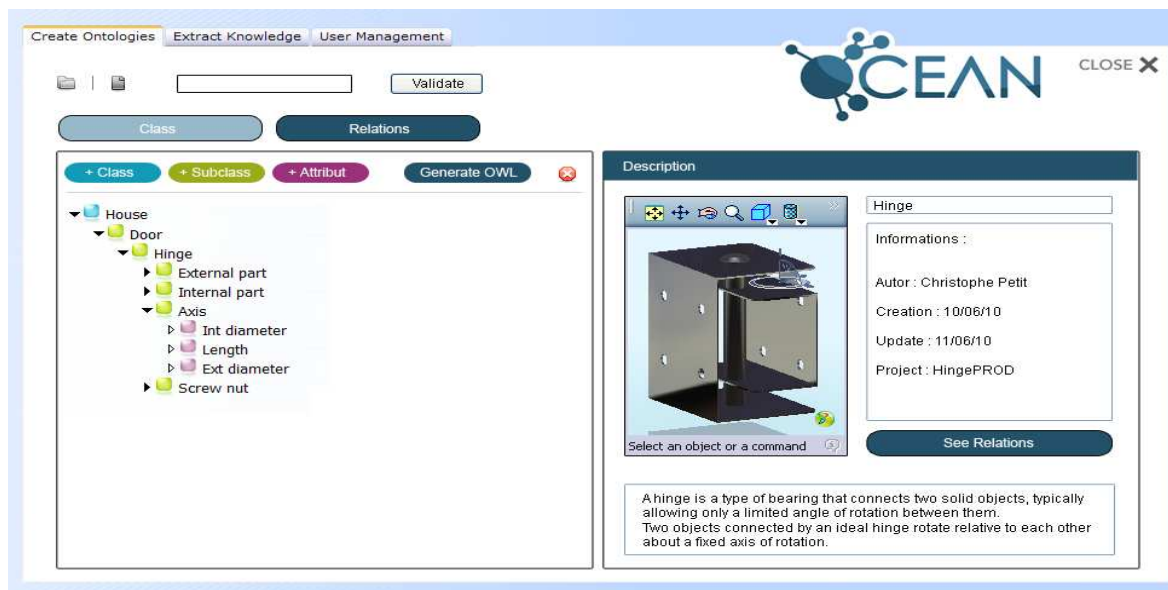 Create Ontologies Extract Knowledge User Management
OCEAN
CLOSE
Validate
Class Relations
+ Class + Subclass + Attribut Generate OWL
House
Door
Hinge
External part
Internal part
Axis
Int diameter
Length
Ext diameter
Screw nut
Description
Select an object or a command
Hinge
Informations :
Autor : Christophe Petit
Creation : 10/06/10
Update : 11/06/10
Project : HingePROD
See Relations
A hinge is a type of bearing that connects two solid objects, typically
allowing only a limited angle of rotation between them.
Two objects connected by an ideal hinge rotate relative to each other
about a fixed axis of rotation.